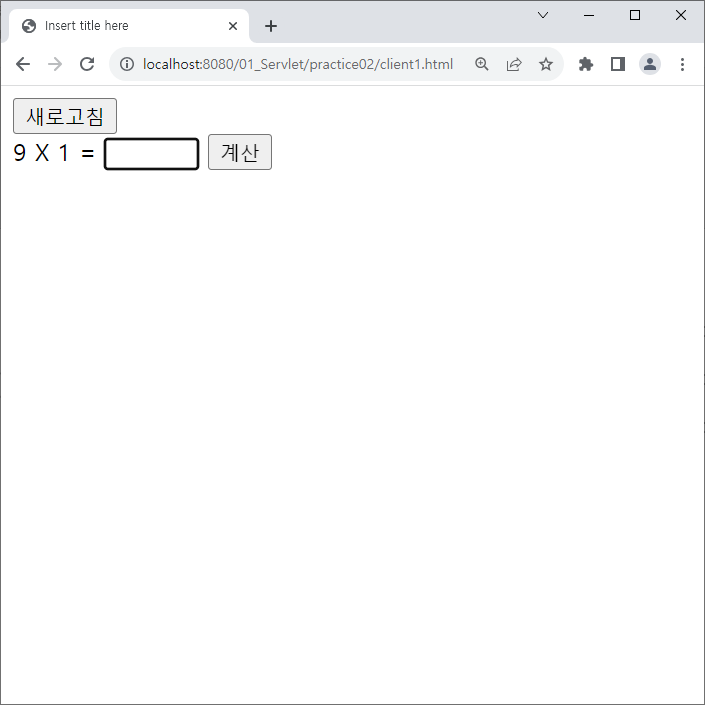 Insert title here
localhost:8080/01_Servlet/practice02/client1.html
새로고침
9 X 1 = 계산